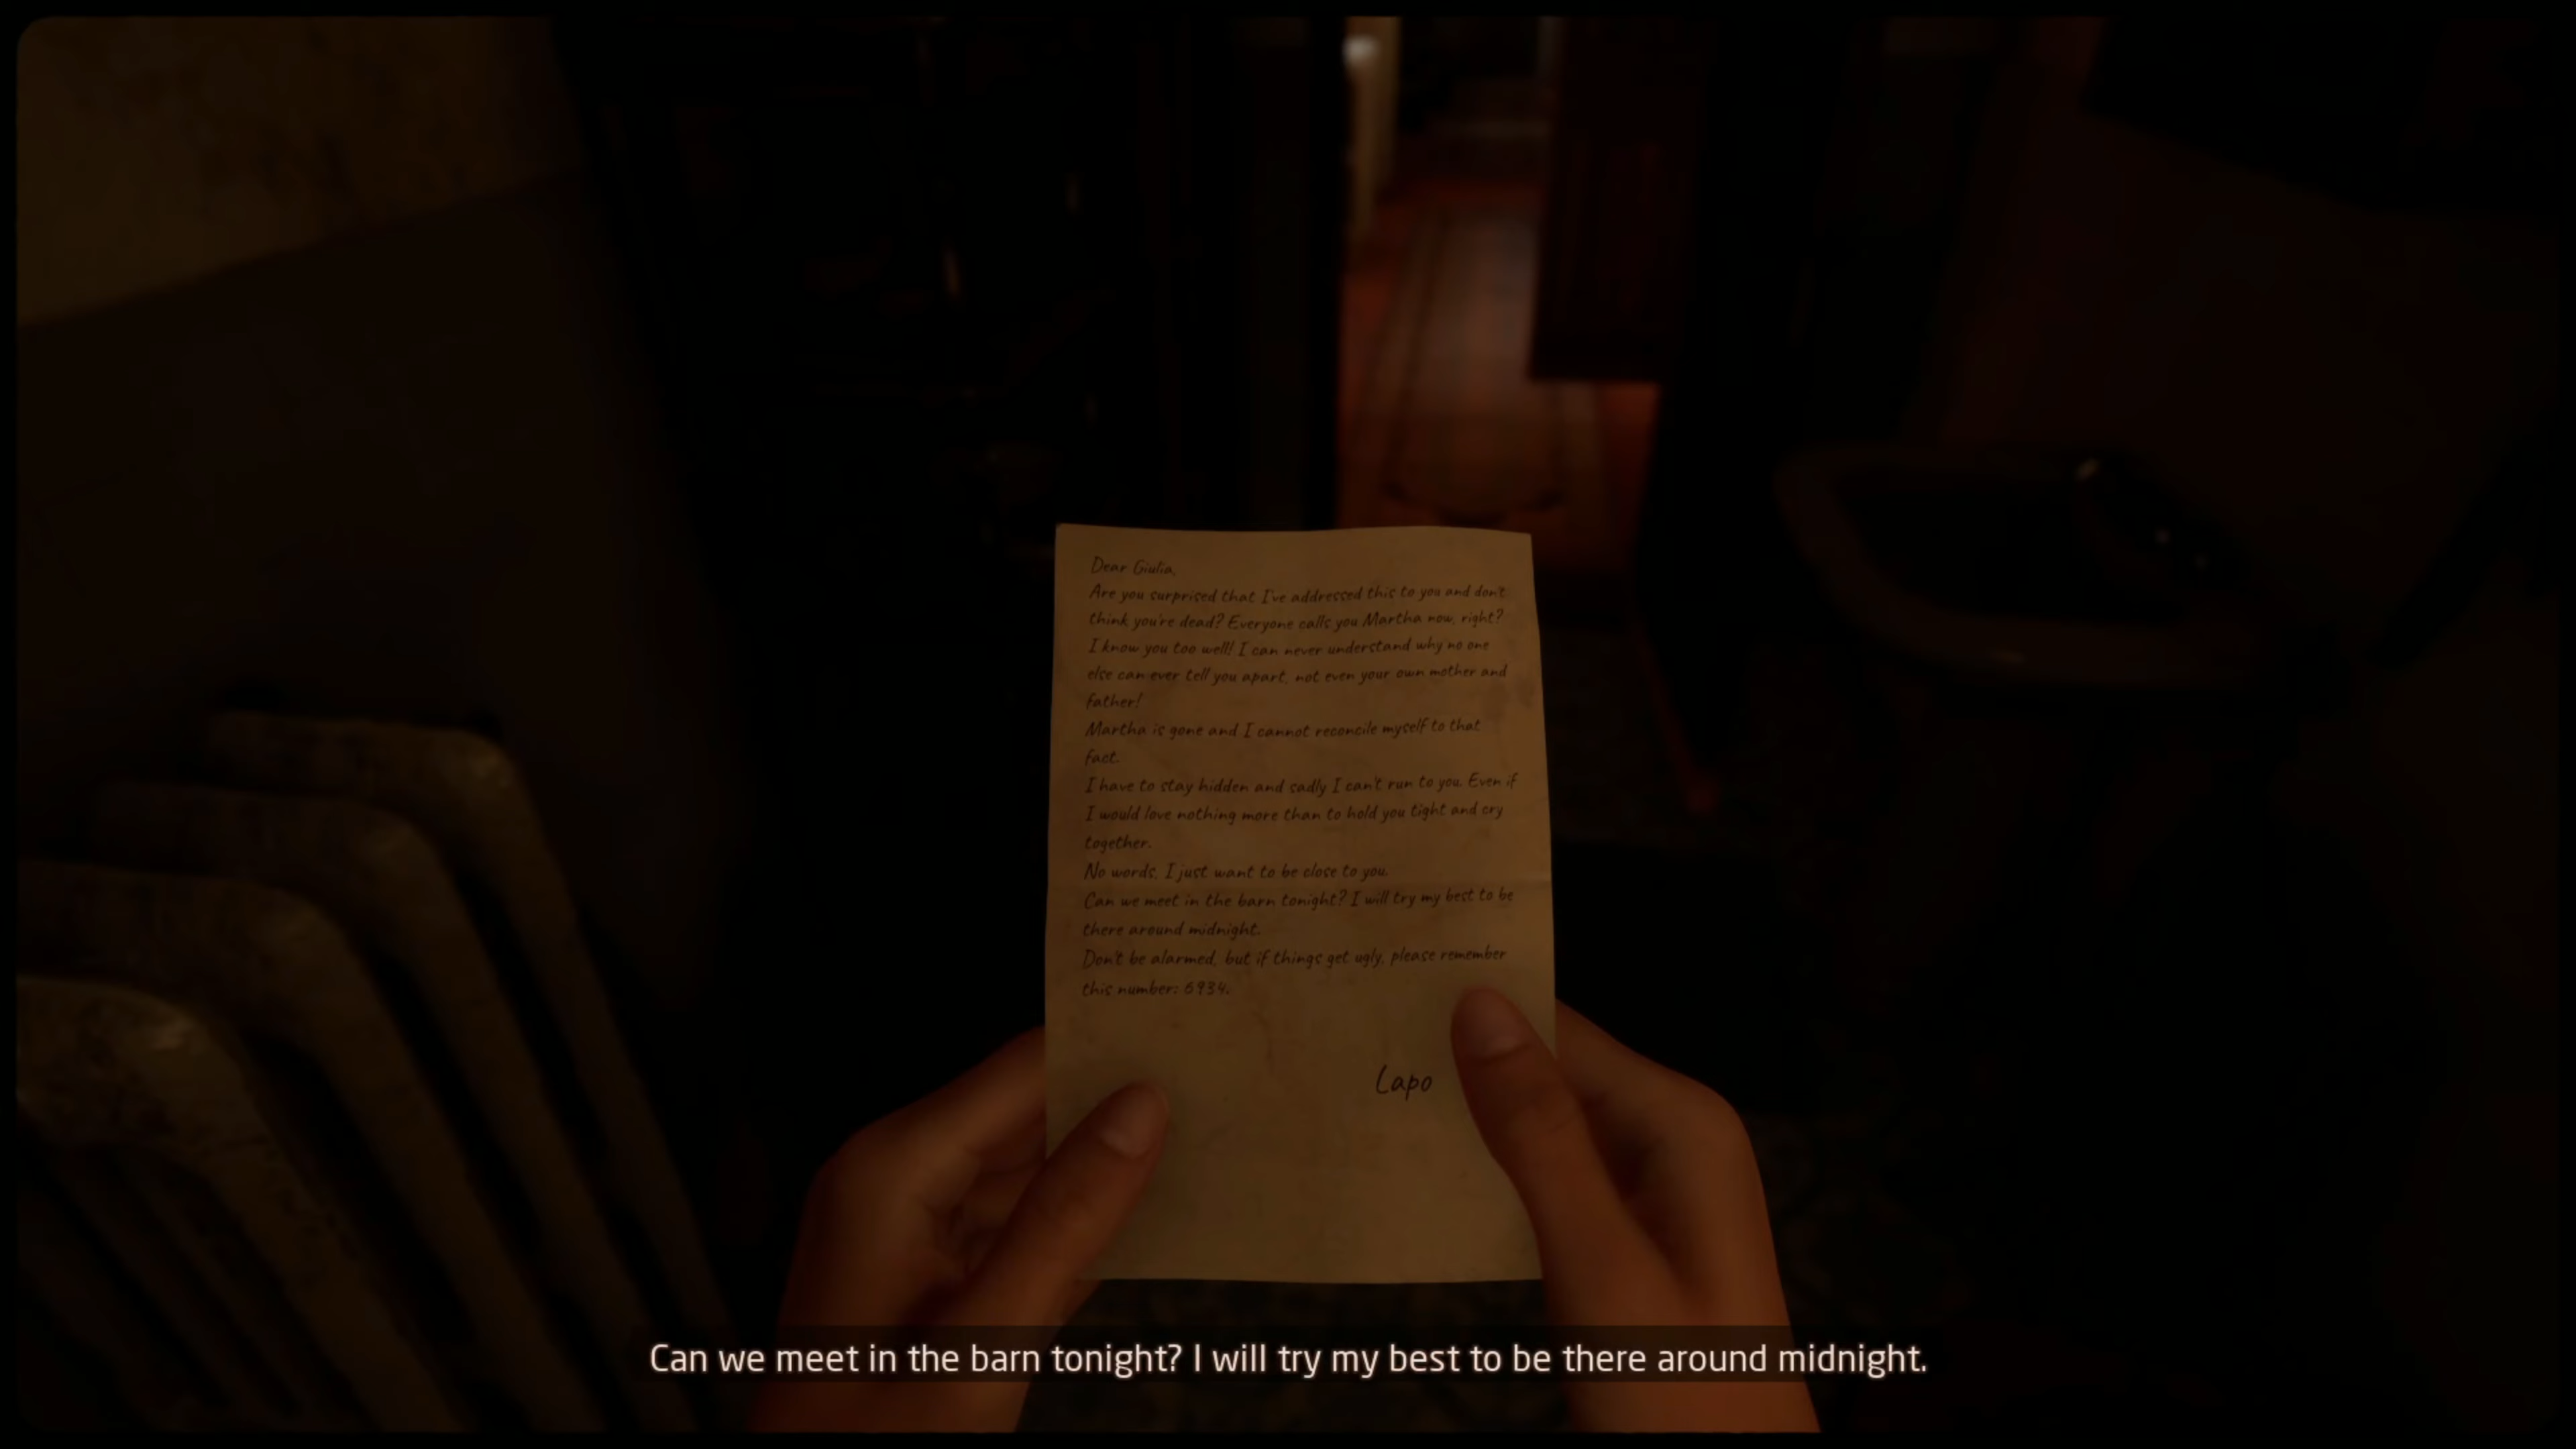 Dear Giulia,
Are you surprised that I've addressed this to you and don't
think you're dead? Everyone calls you Martha now, right?
I know you too well! I can never understand why no one
else can ever tell you apart, not even your own mother and
father!
Martha is gone and I cannot reconcile myself to that
fact.
I have to stay hidden and sadly I can't run to you. Even if
I would love nothing more than to hold you tight and cry
together.
No words, I just want to be close to you.
Can we meet in the barn tonight? I will try my best to be
there around midnight.
Don't be alarmed, but if things get ugly, please remember
this number: 6934.
Lapo
Can we meet in the barn tonight? I will try my best to be there around midnight.